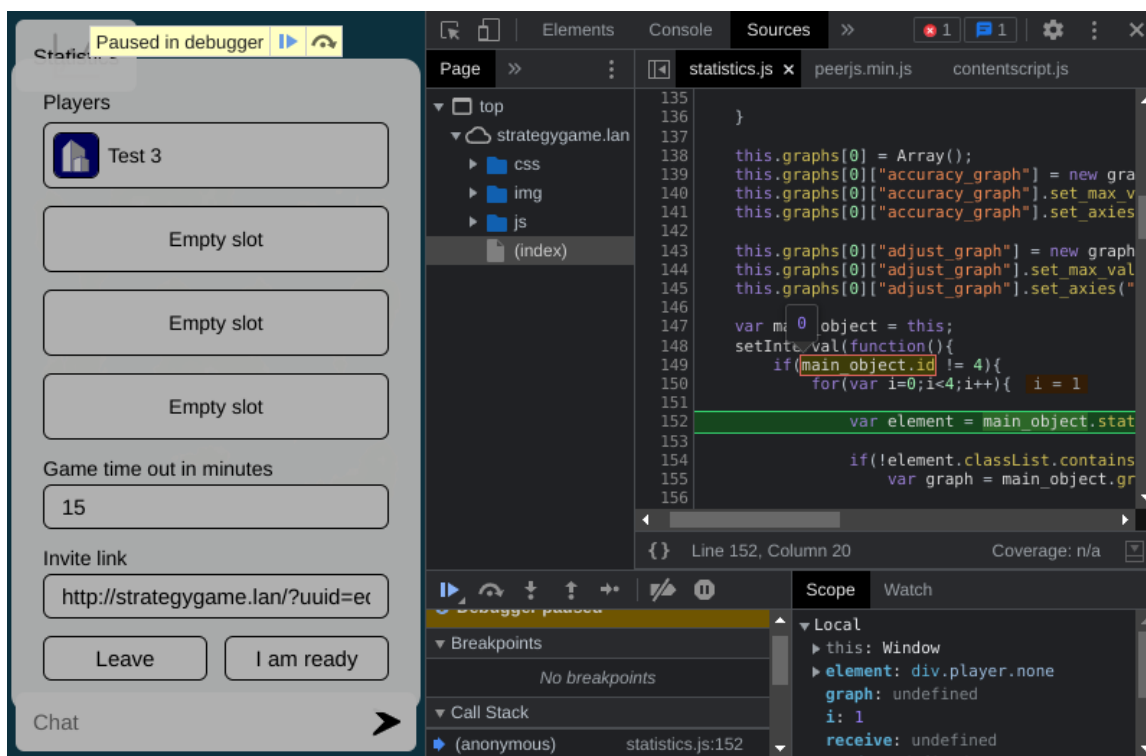 Paused in debugger
Statistics
Players
Test 3
Empty slot
Empty slot
Empty slot
Game time out in minutes
15
Invite link
http://strategygame.lan/?uuid=ec
Leave
I am ready
Chat
Elements
Console
Sources
»
1
1
Page
»
statistics.js ×
peerjs.min.js
contentscript.js
top
strategygame.lan
css
img
js
(index)
135
136 }
137
138 this.graphs[0] = Array();
139 this.graphs[0]["accuracy_graph"] = new gra
140 this.graphs[0]["accuracy_graph"].set_max_v
141 this.graphs[0]["accuracy_graph"].set_axies
142
143 this.graphs[0]["adjust_graph"] = new graph
144 this.graphs[0]["adjust_graph"].set_max_val
145 this.graphs[0]["adjust_graph"].set_axies("
146
0
147 var ma object = this;
148 setInte val(function(){
149 if(main_object.id != 4){
150 for(var i=0;i<4;i++){ i = 1
151
152 var element = main_object.stat
153
154 if(!element.classList.contains
155 var graph = main_object.gr
156
{} Line 152, Column 20
Coverage: n/a
Debugger paused
Breakpoints
No breakpoints
Call Stack
(anonymous) statistics.js:152
Scope
Watch
Local
this: Window
element: div.player.none
graph: undefined
i: 1
receive: undefined